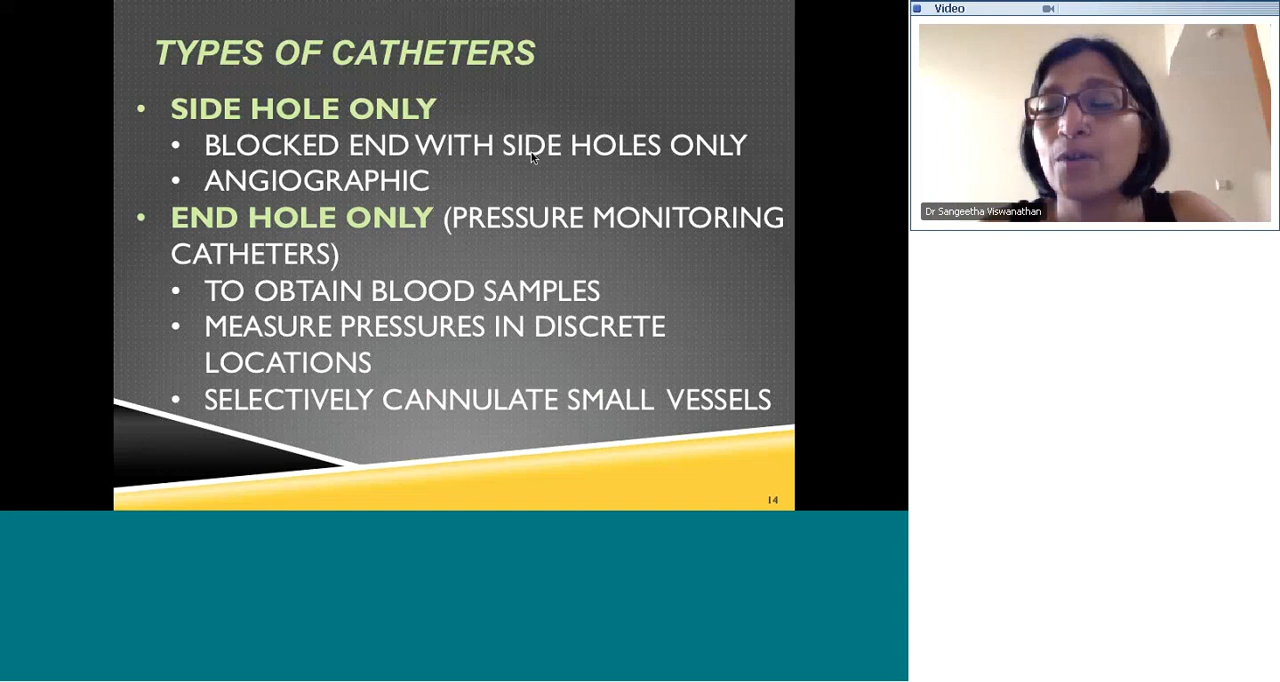 TYPES OF CATHETERS
• SIDE HOLE ONLY
• BLOCKED END WITH SIDE HOLES ONLY
• ANGIOGRAPHIC
• END HOLE ONLY (PRESSURE MONITORING
CATHETERS)
• TO OBTAIN BLOOD SAMPLES
• MEASURE PRESSURES IN DISCRETE
LOCATIONS
• SELECTIVELY CANNULATE SMALL VESSELS
14
Video
Dr Sangeetha Viswanathan